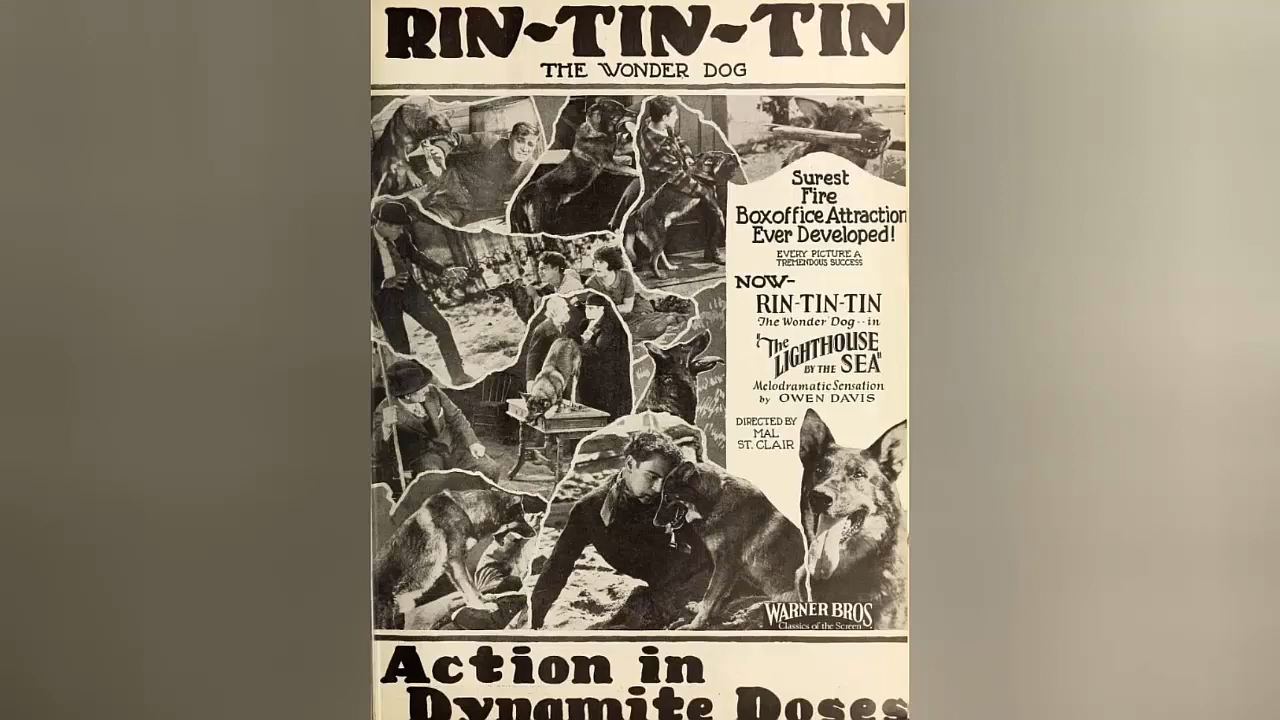 RIN-TIN-TIN
THE WONDER DOG
Surest
Fire
Boxoffice Attraction
Ever Developed!
EVERY PICTURE A
TREMENDOUS SUCCESS
NOW-
RIN-TIN-TIN
The Wonder Dog--in
"The
LIGHTHOUSE
BY THE SEA"
Melodramatic Sensation
by OWEN DAVIS
DIRECTED BY
MAL
ST. CLAIR
WARNER BROS.
Classics of the Screen
Action in
Dynamite Doses